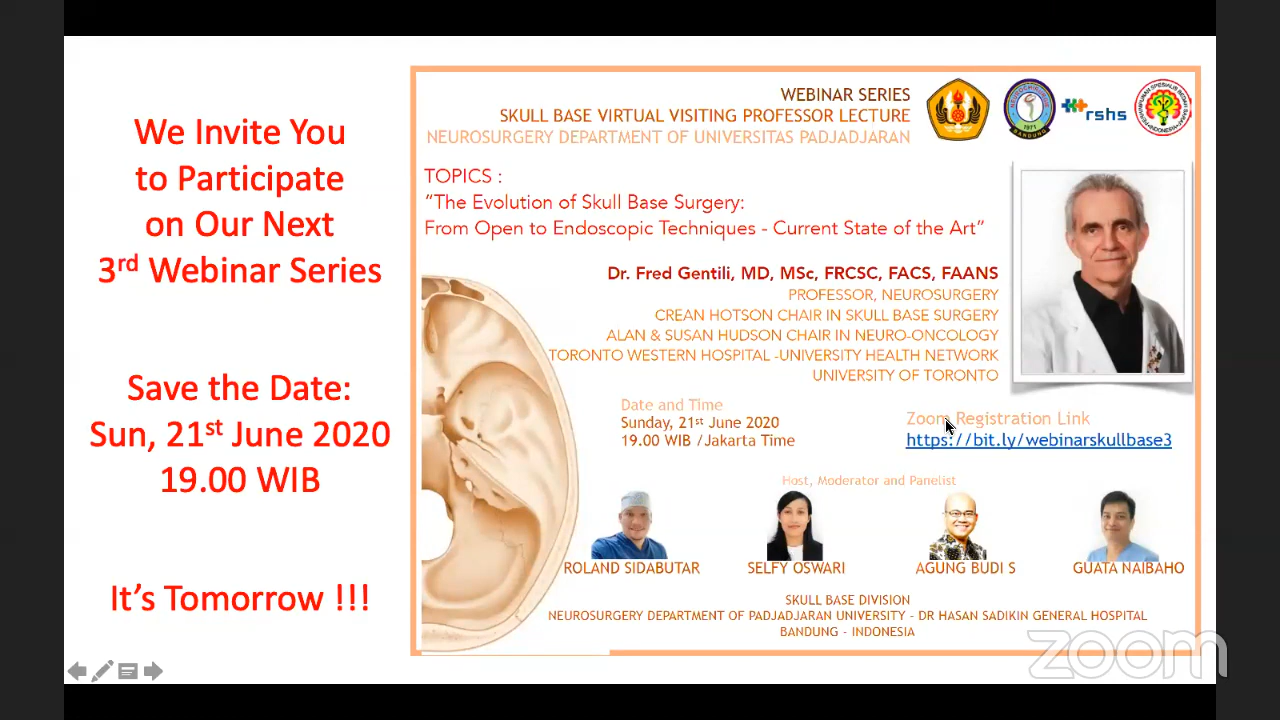 We Invite You
to Participate
on Our Next
3rd Webinar Series
Save the Date:
Sun, 21st June 2020
19.00 WIB
It's Tomorrow !!!
WEBINAR SERIES
SKULL BASE VIRTUAL VISITING PROFESSOR LECTURE
NEUROSURGERY DEPARTMENT OF UNIVERSITAS PADJADJARAN
rshs
BANDUNG
1971
TOPICS :
“The Evolution of Skull Base Surgery:
From Open to Endoscopic Techniques - Current State of the Art”
Dr. Fred Gentili, MD, MSc, FRCSC, FACS, FAANS
PROFESSOR, NEUROSURGERY
CREAN HOTSON CHAIR IN SKULL BASE SURGERY
ALAN & SUSAN HUDSON CHAIR IN NEURO-ONCOLOGY
TORONTO WESTERN HOSPITAL -UNIVERSITY HEALTH NETWORK
UNIVERSITY OF TORONTO
Date and Time
Sunday, 21st June 2020
19.00 WIB /Jakarta Time
Zoom Registration Link
https://bit.ly/webinarskullbase3
Host, Moderator and Panelist
ROLAND SIDABUTAR
SELFY OSWARI
AGUNG BUDI S
GUATA NAIBAHO
SKULL BASE DIVISION
NEUROSURGERY DEPARTMENT OF PADJADJARAN UNIVERSITY - DR HASAN SADIKIN GENERAL HOSPITAL
BANDUNG - INDONESIA
zoom